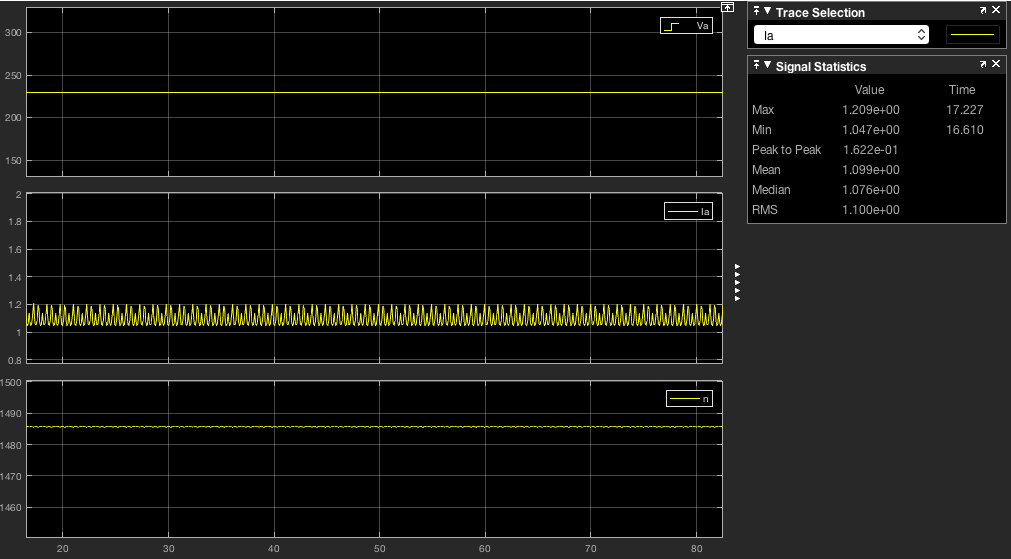 Va
300
250
200
150
2
1.8
1.6
1.4
1.2
1
0.8
Ia
1500
1490
1480
1470
1460
n
20 30 40 50 60 70 80
Trace Selection
Ia
Signal Statistics
Value Time
Max 1.209e+00 17.227
Min 1.047e+00 16.610
Peak to Peak 1.622e-01
Mean 1.099e+00
Median 1.076e+00
RMS 1.100e+00